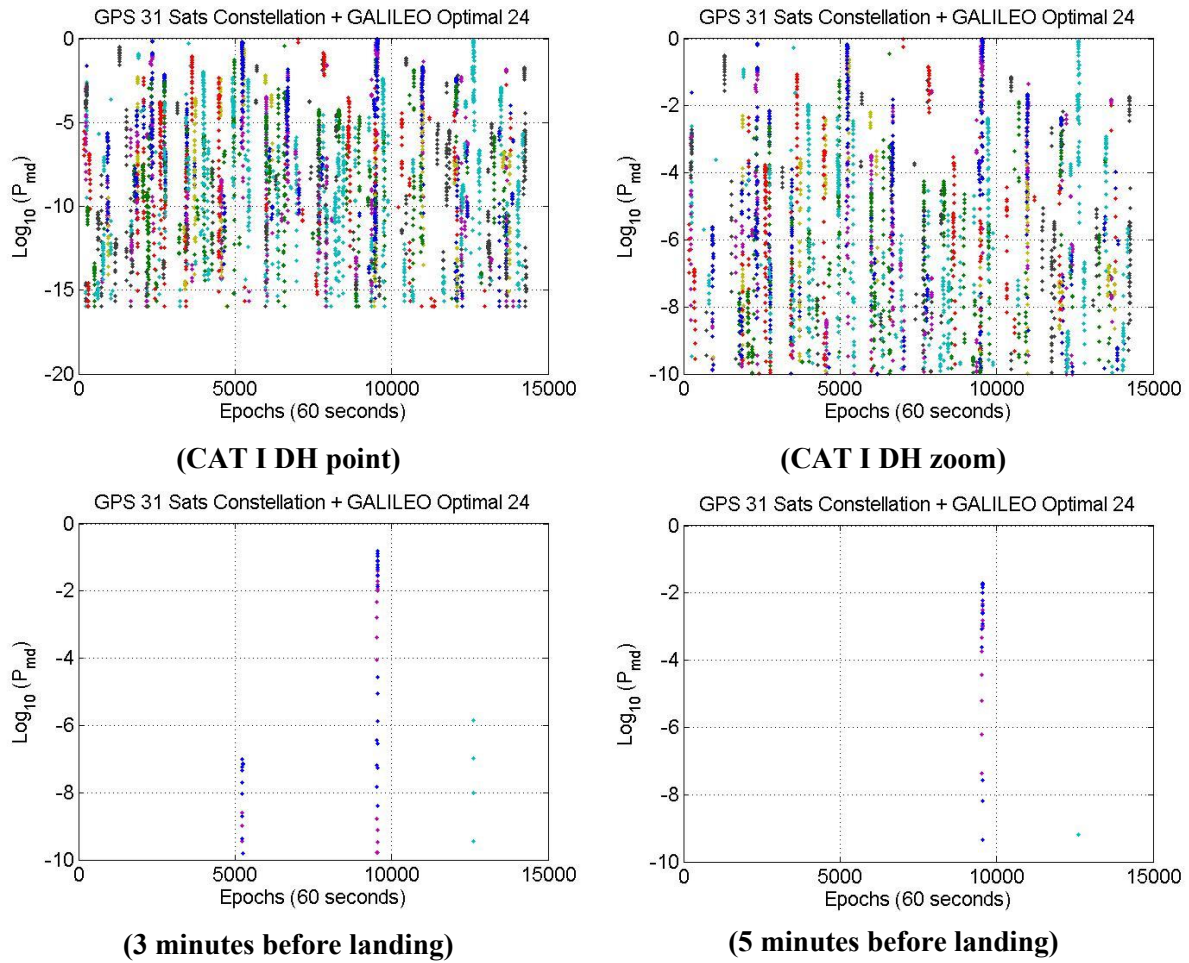 GPS 31 Sats Constellation + GALILEO Optimal 24
0
-5
-10
-15
-20
Log10 (Pmd)
0 5000 10000 15000
Epochs (60 seconds)
(CAT I DH point)
GPS 31 Sats Constellation + GALILEO Optimal 24
0
-2
-4
-6
-8
-10
Log10 (Pmd)
0 5000 10000 15000
Epochs (60 seconds)
(CAT I DH zoom)
GPS 31 Sats Constellation + GALILEO Optimal 24
0
-2
-4
-6
-8
-10
Log10 (Pmd)
0 5000 10000 15000
Epochs (60 seconds)
(3 minutes before landing)
GPS 31 Sats Constellation + GALILEO Optimal 24
0
-2
-4
-6
-8
-10
Log10 (Pmd)
0 5000 10000 15000
Epochs (60 seconds)
(5 minutes before landing)